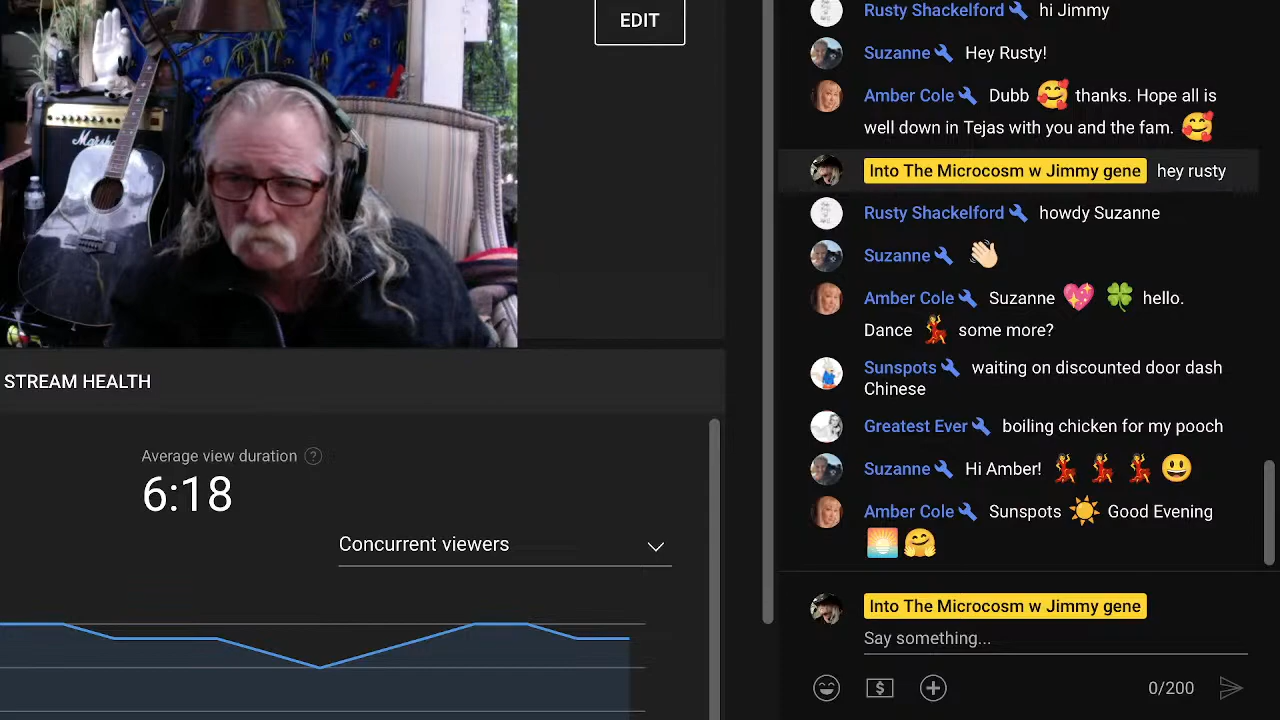 EDIT
Marshall
STREAM HEALTH
Average view duration ?
6:18
Concurrent viewers
Rusty Shackelford hi Jimmy
Suzanne Hey Rusty!
Amber Cole Dubb 🥰 thanks. Hope all is
well down in Tejas with you and the fam. 🥰
Into The Microcosm w Jimmy gene hey rusty
Rusty Shackelford howdy Suzanne
Suzanne 👋🏻
Amber Cole Suzanne 💖 🍀 hello.
Dance 💃 some more?
Sunspots waiting on discounted door dash
Chinese
Greatest Ever boiling chicken for my pooch
Suzanne Hi Amber! 💃 💃 💃 😃
Amber Cole Sunspots ☀️ Good Evening
🌅 🤗
Into The Microcosm w Jimmy gene
Say something...
$ 0/200